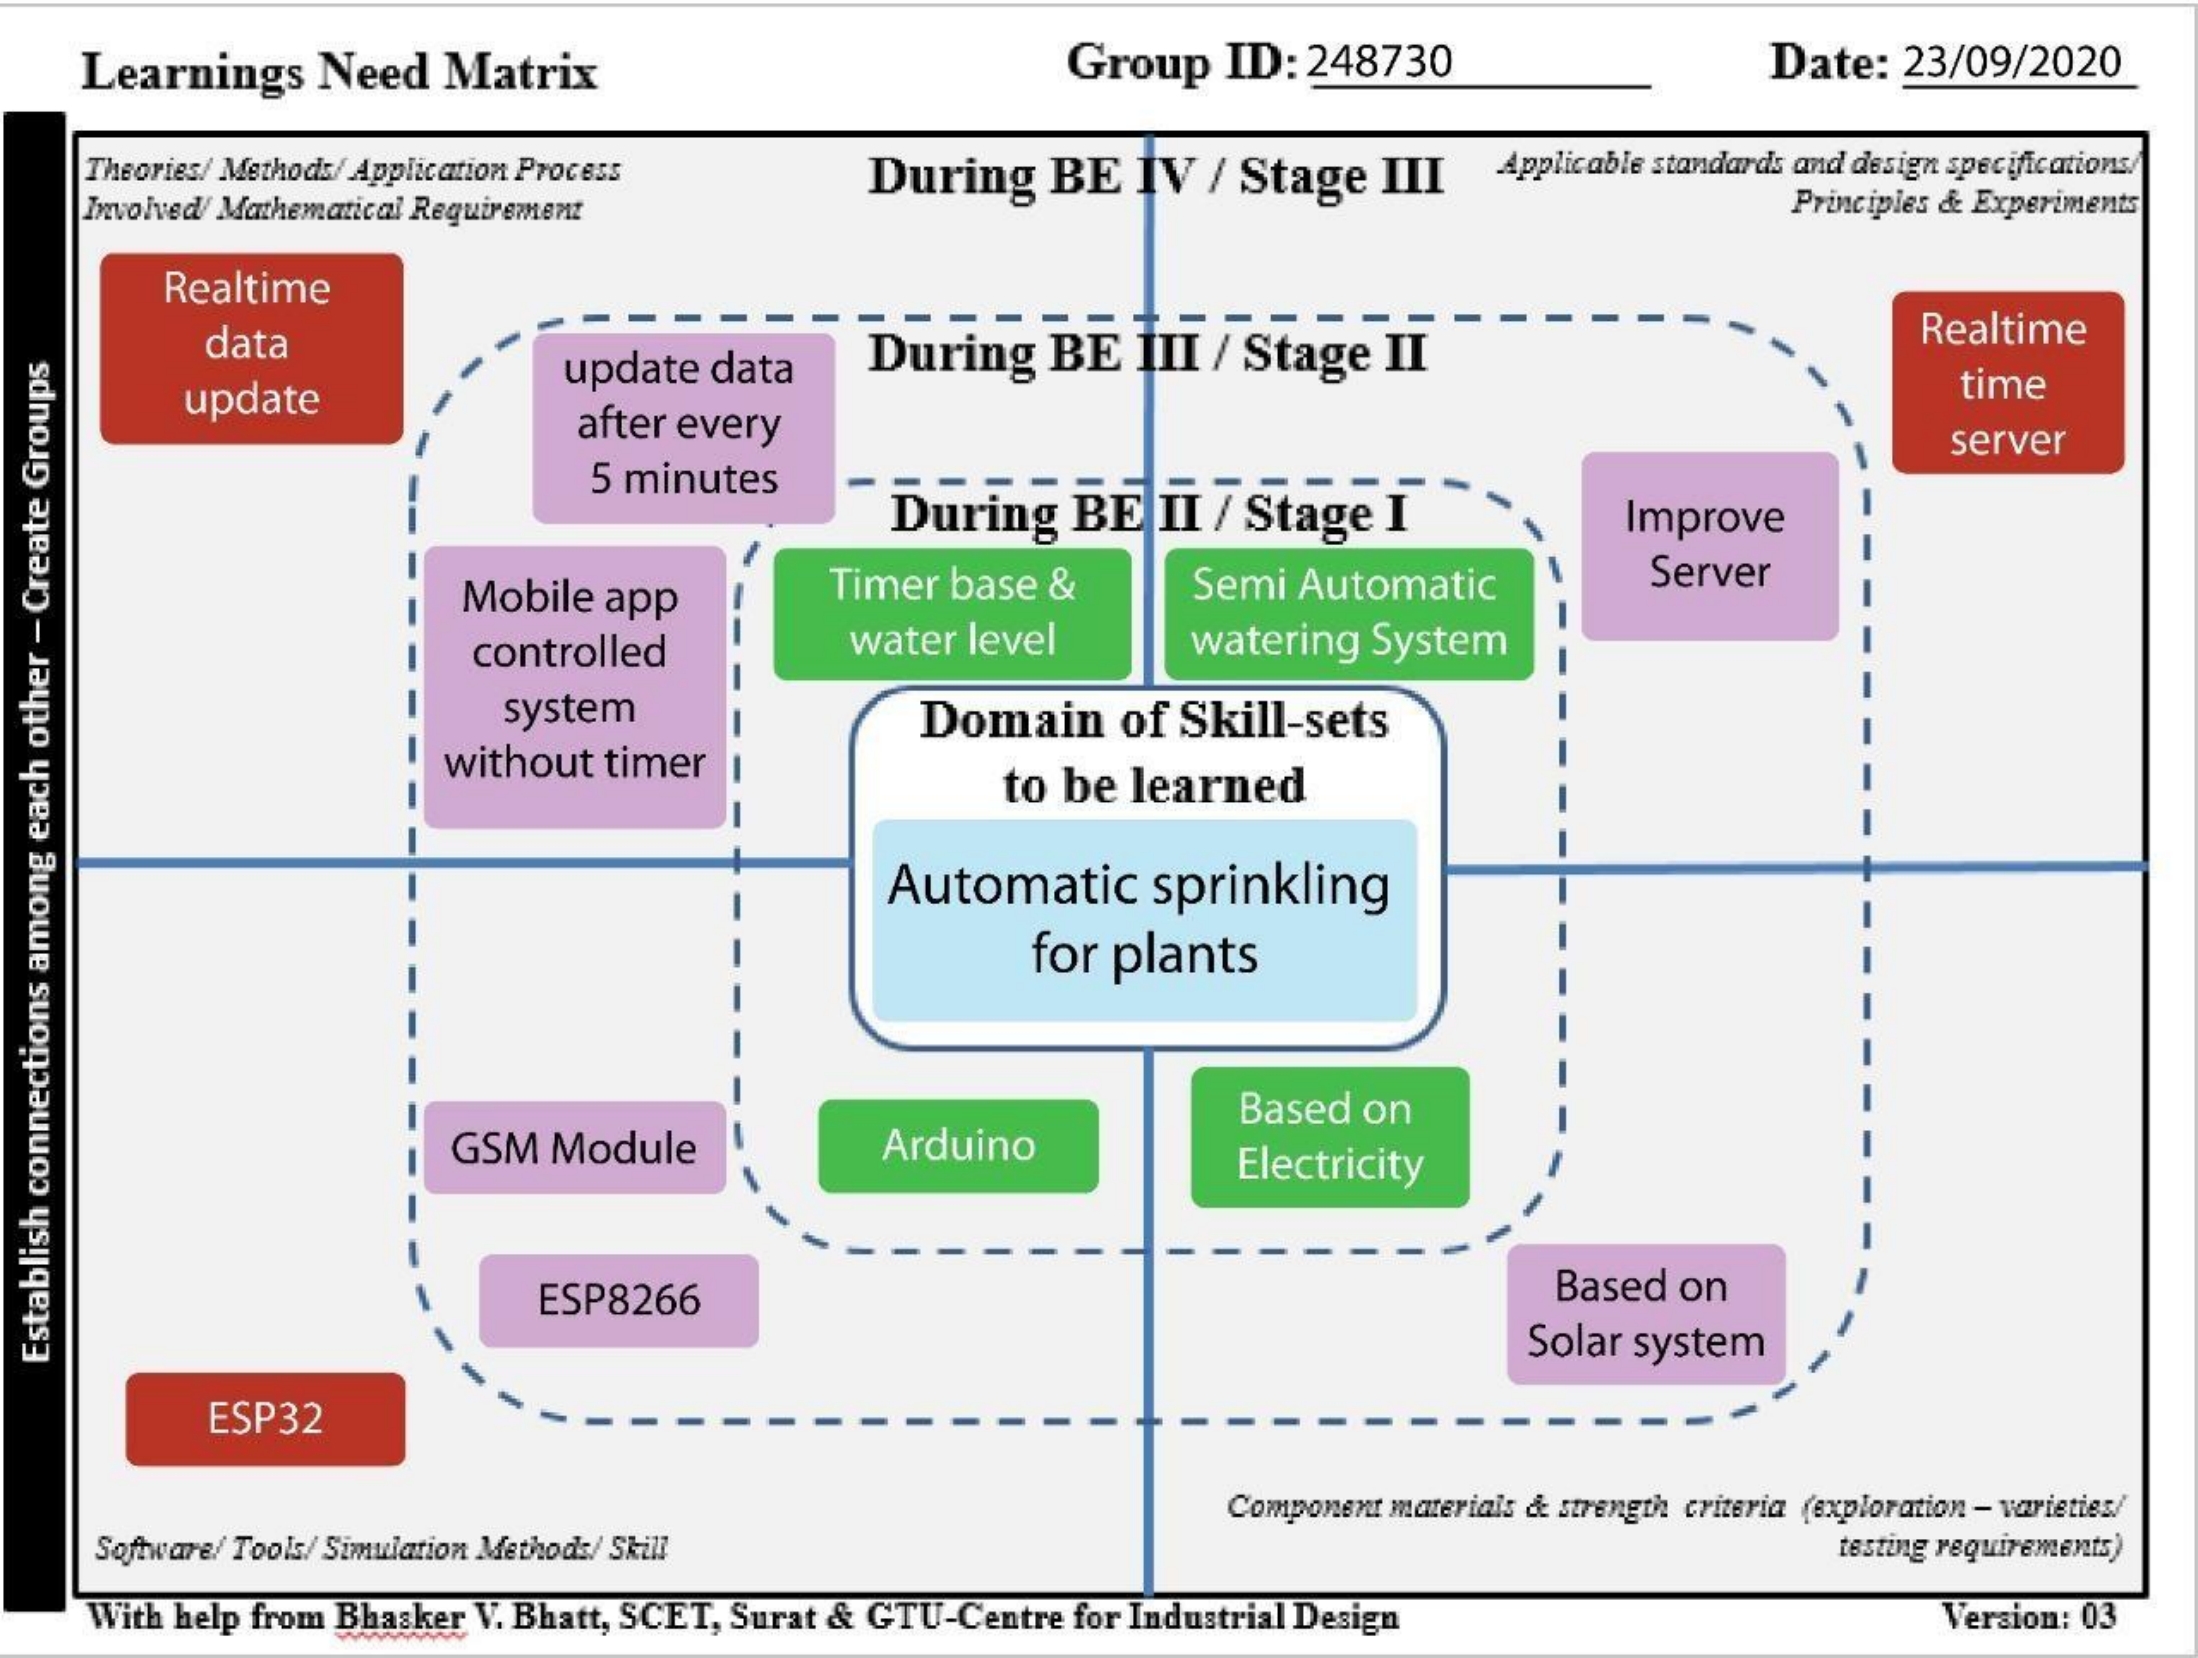 Learnings Need Matrix
Group ID: 248730
Date: 23/09/2020
Establish connections among each other – Create Groups
Theories/ Methods/ Application Process
Involved/ Mathematical Requirement
During BE IV / Stage III
Applicable standards and design specifications/
Principles & Experiments
Realtime
data
update
Realtime
time
server
During BE III / Stage II
update data
after every
5 minutes
Improve
Server
During BE II / Stage I
Mobile app
controlled
system
without timer
Timer base &
water level
Semi Automatic
watering System
Domain of Skill-sets
to be learned
Automatic sprinkling
for plants
GSM Module
Arduino
Based on
Electricity
ESP8266
Based on
Solar system
ESP32
Software/ Tools/ Simulation Methods/ Skill
Component materials & strength criteria (exploration – varieties/
testing requirements)
With help from Bhasker V. Bhatt, SCET, Surat & GTU-Centre for Industrial Design
Version: 03